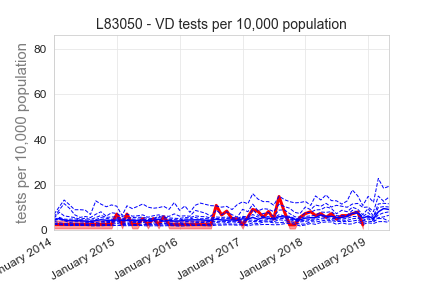 L83050 - VD tests per 10,000 population
tests per 10,000 population
80
60
40
20
0
nuary 2014
January 2015
January 2016
January 2017
January 2018
January 2019